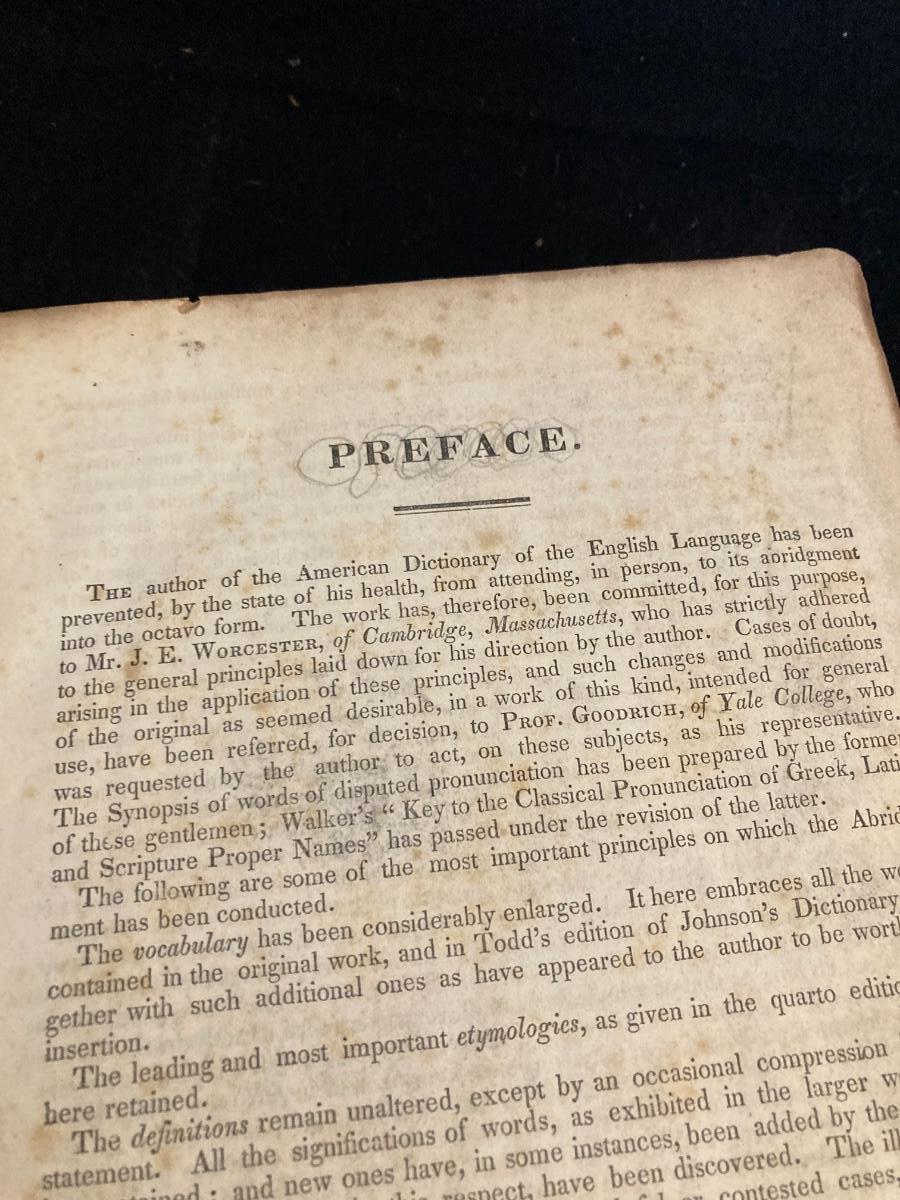 PREFACE.
THE author of the American Dictionary of the English Language has been
prevented, by the state of his health, from attending, in person, to its abridgment
into the octavo form. The work has, therefore, been committed, for this purpose,
to Mr. J. E. WORCESTER, of Cambridge, Massachusetts, who has strictly adhered
to the general principles laid down for his direction by the author. Cases of doubt,
arising in the application of these principles, and such changes and modifications
of the original as seemed desirable, in a work of this kind, intended for general
use, have been referred, for decision, to PROF. GOODRICH, of Yale College, who
was requested by the author to act, on these subjects, as his representative.
The Synopsis of words of disputed pronunciation has been prepared by the former
of these gentlemen; Walker's "Key to the Classical Pronunciation of Greek, Lati
and Scripture Proper Names" has passed under the revision of the latter.
The following are some of the most important principles on which the Abrid
ment has been conducted.
The vocabulary has been considerably enlarged. It here embraces all the wo
contained in the original work, and in Todd's edition of Johnson's Dictionary
gether with such additional ones as have appeared to the author to be wort
insertion.
The leading and most important etymologies, as given in the quarto editio
here retained.
The definitions remain unaltered, except by an occasional compression
statement. All the significations of words, as exhibited in the larger w
ained; and new ones have, in some instances, been added by the
respect, have been discovered. The ill
contested cases,